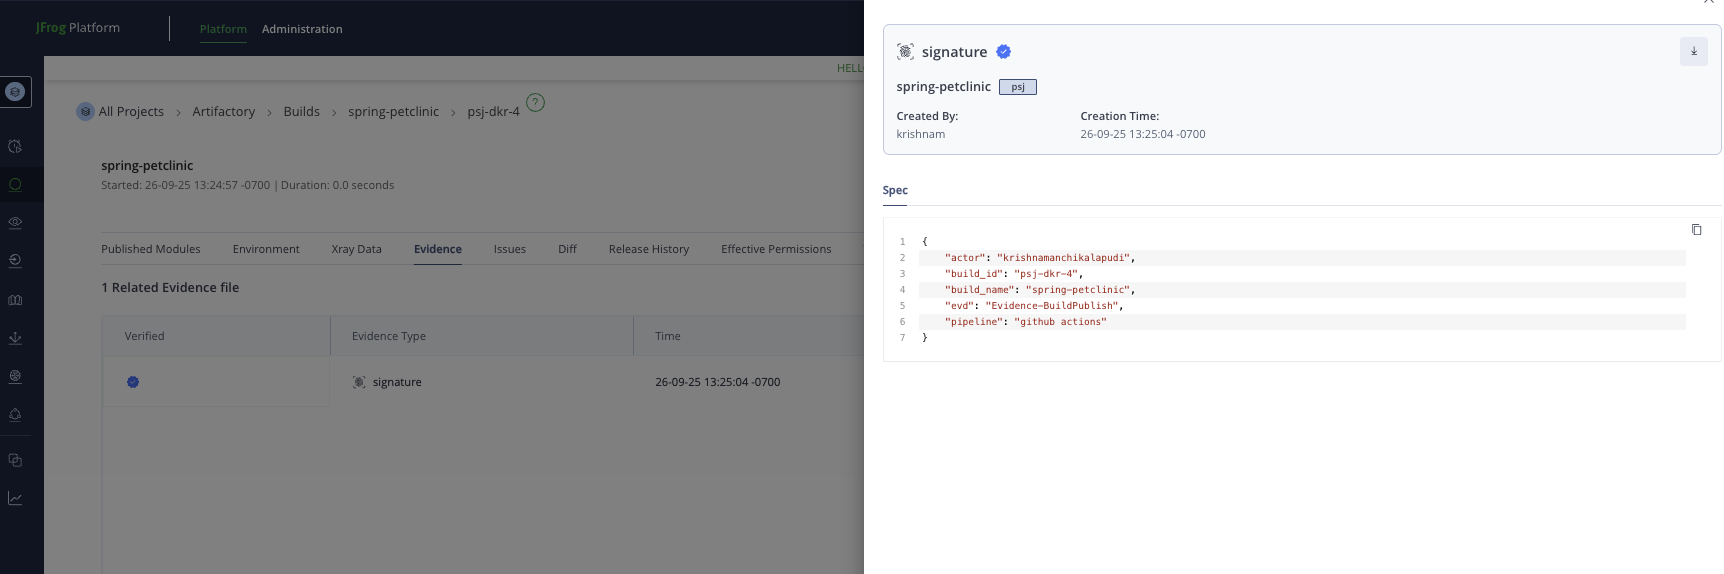 JFrog Platform
Platform Administration
HELL
All Projects > Artifactory > Builds > spring-petclinic > psj-dkr-4 ?
spring-petclinic
Started: 26-09-25 13:24:57 -0700 | Duration: 0.0 seconds
Published Modules Environment Xray Data Evidence Issues Diff Release History Effective Permissions
1 Related Evidence file
Verified Evidence Type Time
signature 26-09-25 13:25:04 -0700
signature
spring-petclinic psj
Created By: Creation Time:
krishnam 26-09-25 13:25:04 -0700
Spec
1 {
2 "actor": "krishnamanchikalapudi",
3 "build_id": "psj-dkr-4",
4 "build_name": "spring-petclinic",
5 "evd": "Evidence-BuildPublish",
6 "pipeline": "github actions"
7 }